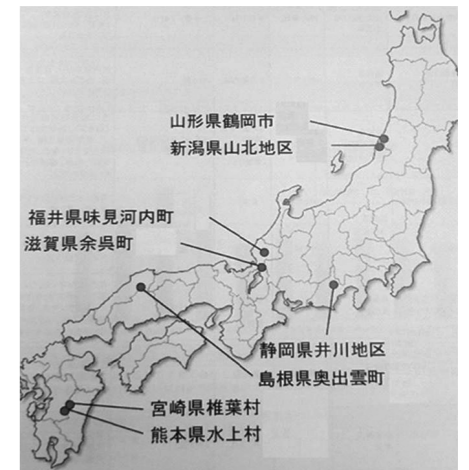 山形県鶴岡市
新潟県山北地区
福井県味見河内町
滋賀県余呉町
静岡県井川地区
島根県奥出雲町
宮崎県椎葉村
熊本県水上村